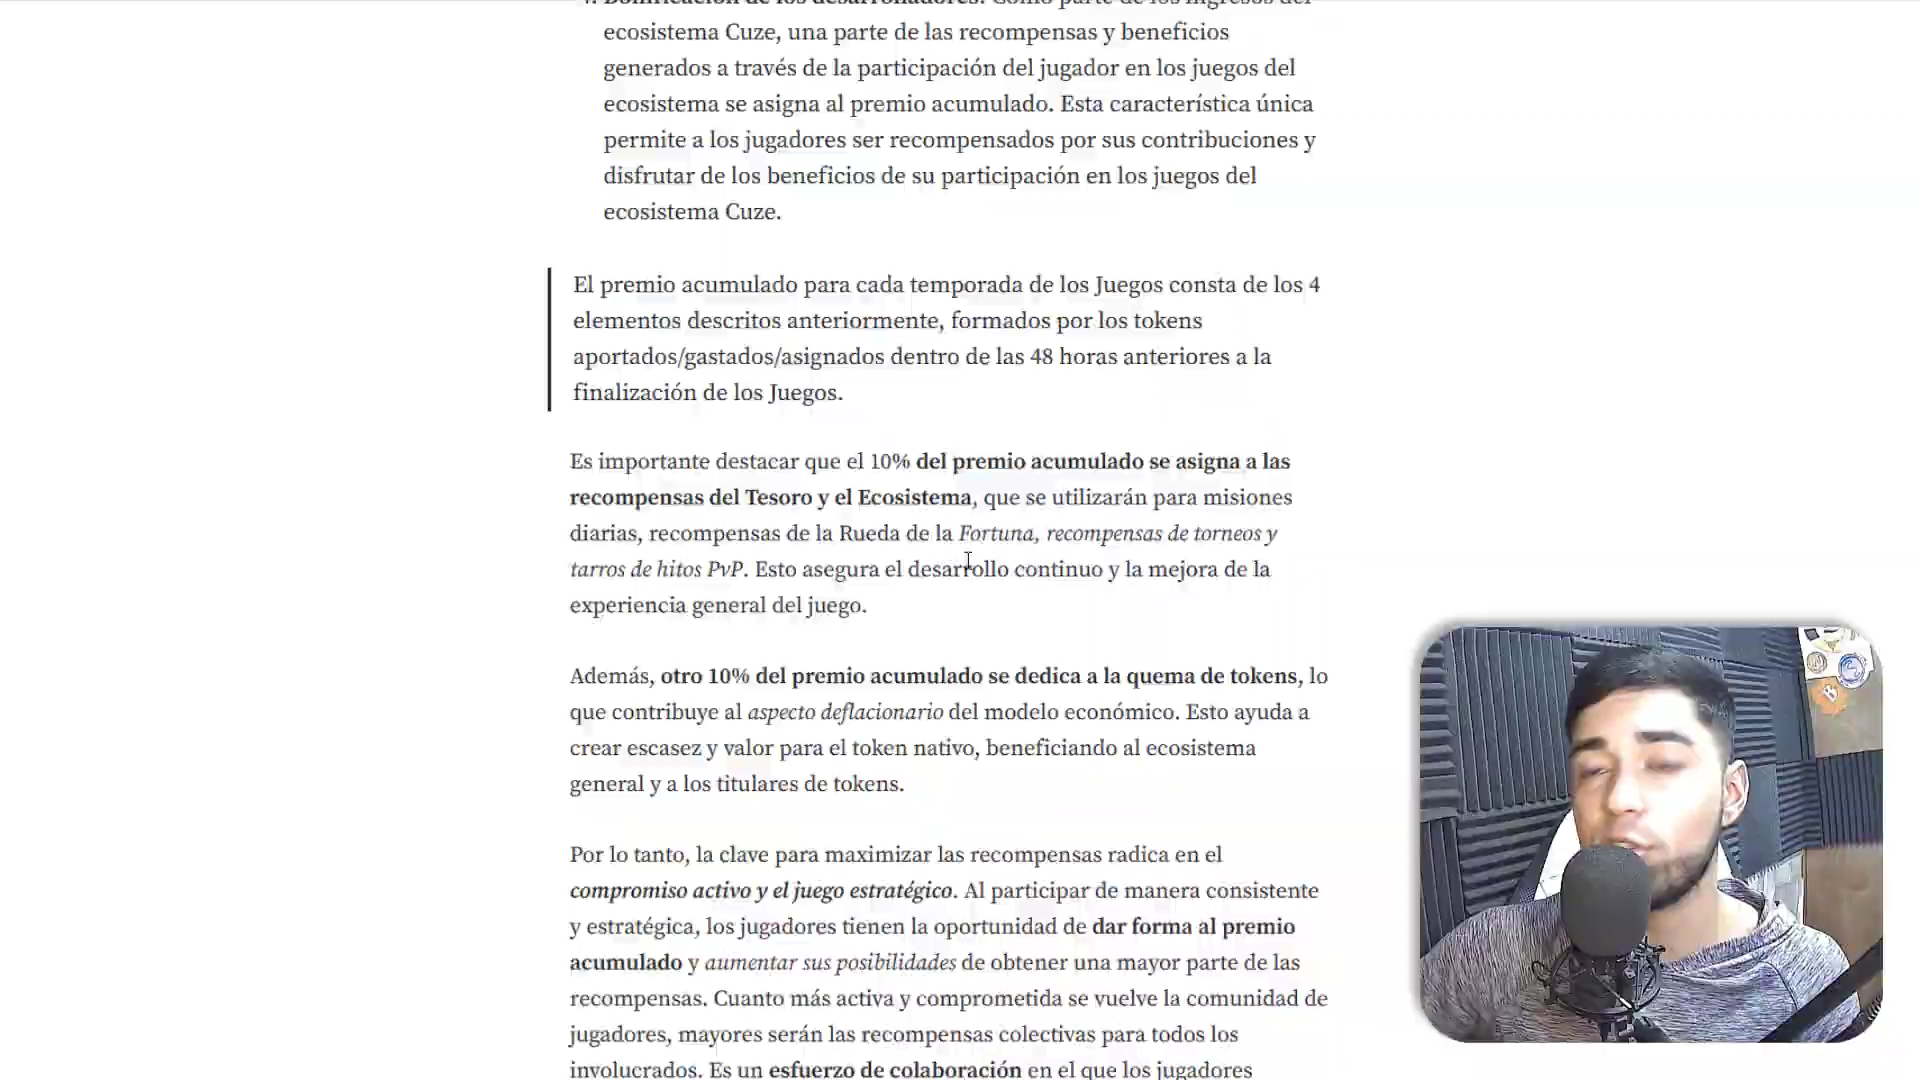 4. Bonificación de los desarrolladores: Como parte de los ingresos del
ecosistema Cuze, una parte de las recompensas y beneficios
generados a través de la participación del jugador en los juegos del
ecosistema se asigna al premio acumulado. Esta característica única
permite a los jugadores ser recompensados por sus contribuciones y
disfrutar de los beneficios de su participación en los juegos del
ecosistema Cuze.
El premio acumulado para cada temporada de los Juegos consta de los 4
elementos descritos anteriormente, formados por los tokens
aportados/gastados/asignados dentro de las 48 horas anteriores a la
finalización de los Juegos.
Es importante destacar que el 10% del premio acumulado se asigna a las
recompensas del Tesoro y el Ecosistema, que se utilizarán para misiones
diarias, recompensas de la Rueda de la Fortuna, recompensas de torneos y
tarros de hitos PvP. Esto asegura el desarrollo continuo y la mejora de la
experiencia general del juego.
Además, otro 10% del premio acumulado se dedica a la quema de tokens, lo
que contribuye al aspecto deflacionario del modelo económico. Esto ayuda a
crear escasez y valor para el token nativo, beneficiando al ecosistema
general y a los titulares de tokens.
Por lo tanto, la clave para maximizar las recompensas radica en el
compromiso activo y el juego estratégico. Al participar de manera consistente
y estratégica, los jugadores tienen la oportunidad de dar forma al premio
acumulado y aumentar sus posibilidades de obtener una mayor parte de las
recompensas. Cuanto más activa y comprometida se vuelve la comunidad de
jugadores, mayores serán las recompensas colectivas para todos los
involucrados. Es un esfuerzo de colaboración en el que los jugadores